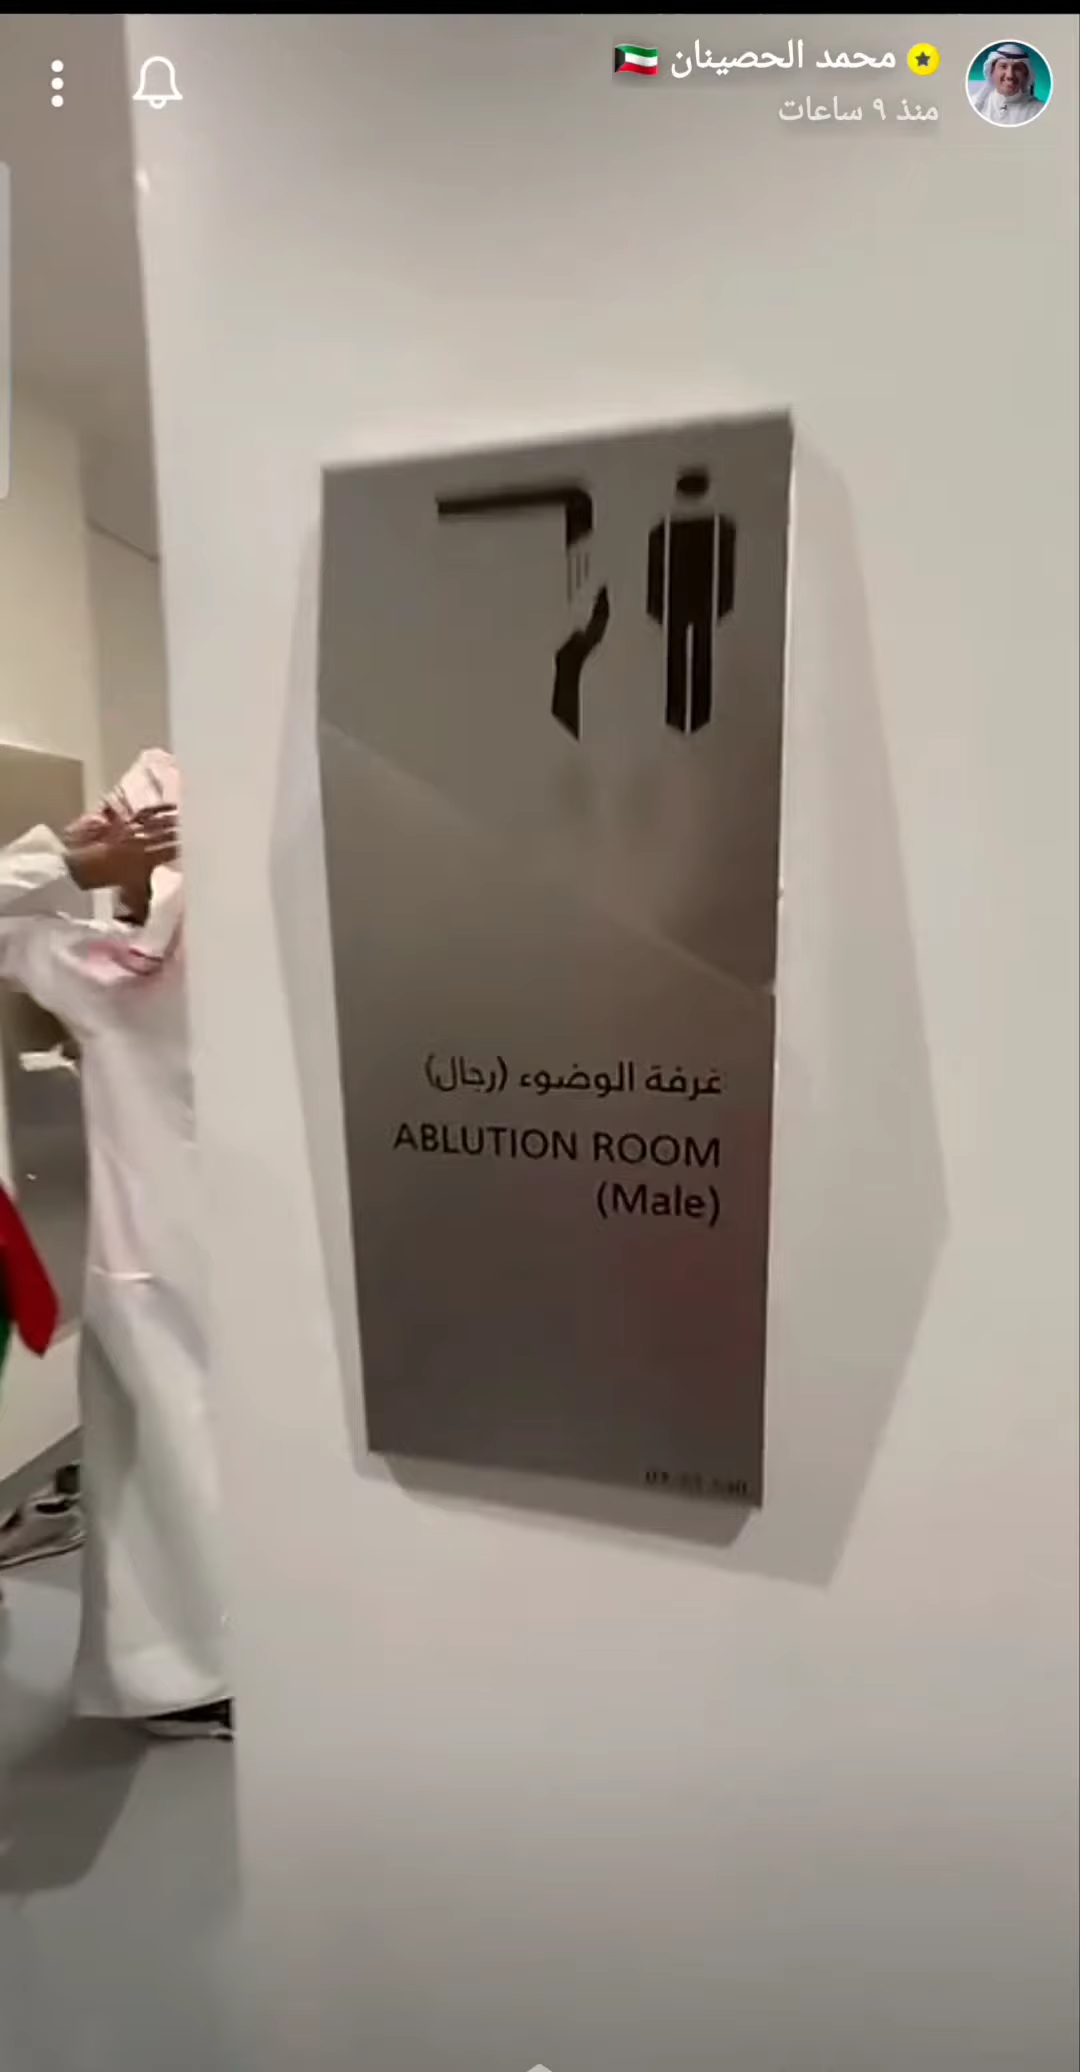 محمد الحصينان
منذ ٩ ساعات
غرفة الوضوء (رجال)
ABLUTION ROOM
(Male)